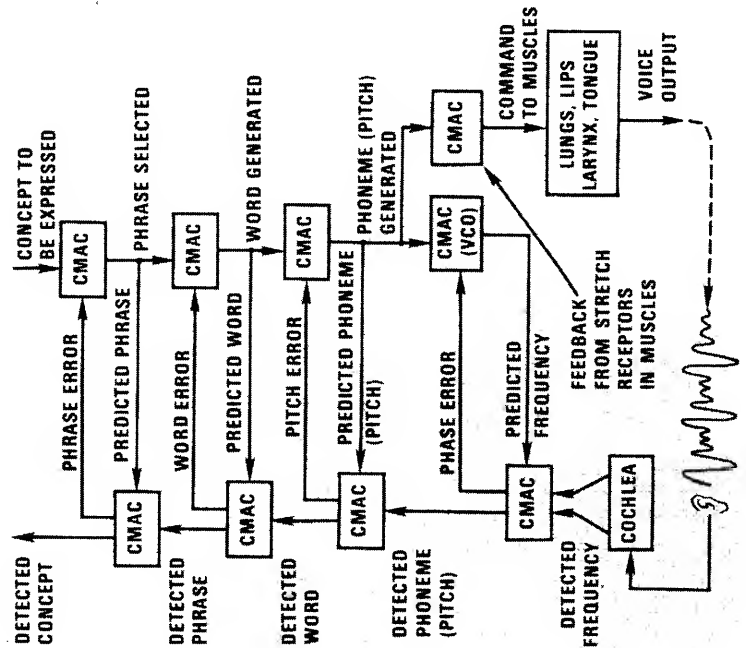 CONCEPT TO
BE EXPRESSED
DETECTED
CONCEPT
CMAC
PHRASE ERROR
PHRASE SELECTED
PREDICTED PHRASE
CMAC
DETECTED
PHRASE
CMAC
WORD ERROR
WORD GENERATED
PREDICTED WORD
CMAC
DETECTED
WORD
CMAC
PITCH ERROR
PHONEME (PITCH)
GENERATED
PREDICTED PHONEME
(PITCH)
CMAC
DETECTED
PHONEME
(PITCH)
CMAC
(VCO)
CMAC
PHASE ERROR
PREDICTED
FREQUENCY
CMAC
COMMAND
TO MUSCLES
FEEDBACK
FROM STRETCH
RECEPTORS
IN MUSCLES
LUNGS, LIPS
LARYNX, TONGUE
VOICE
OUTPUT
DETECTED
FREQUENCY
COCHLEA